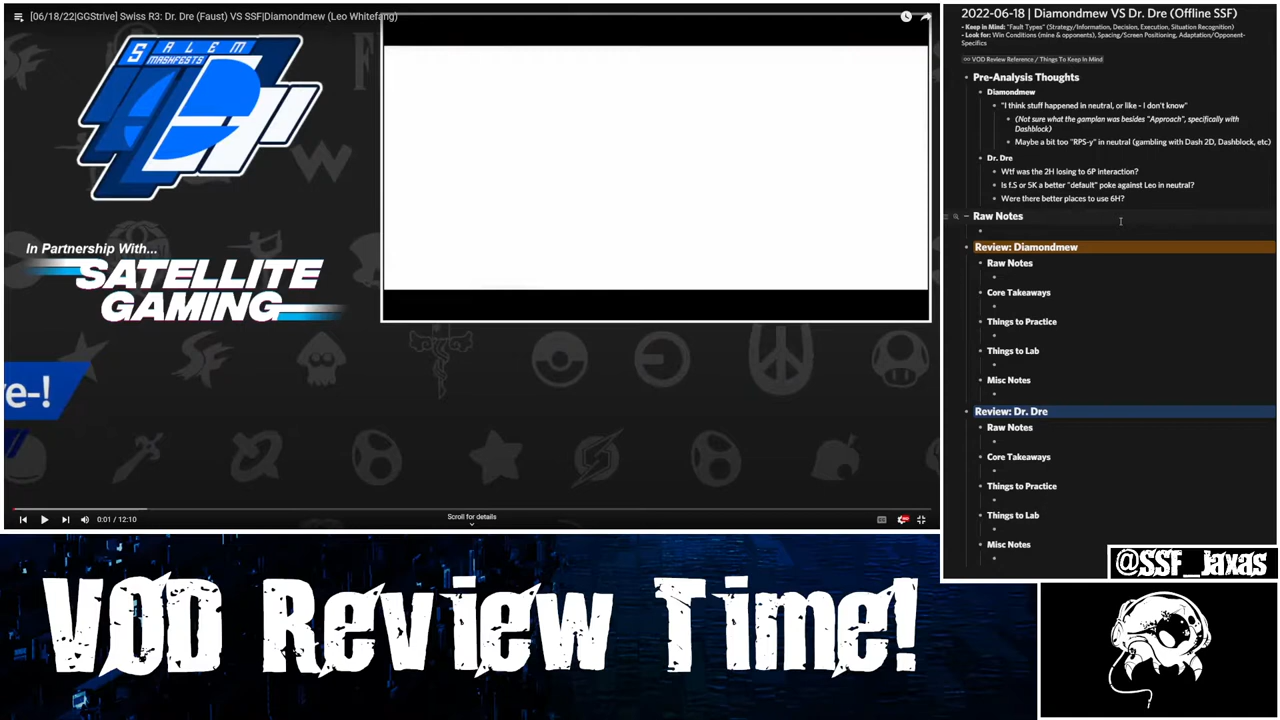 [06/18/22|GGStrive] Swiss R3: Dr. Dre (Faust) VS SSF|Diamondmew (Leo Whitefang)
SALEM
MASHFESTS
In Partnership With...
SATELLITE
GAMING
e-!
0:01 / 12:10
Scroll for details
2022-06-18 | Diamondmew VS Dr. Dre (Offline SSF)
- Keep in Mind: "Fault Types" (Strategy/Information, Decision, Execution, Situation Recognition)
- Look for: Win Conditions (mine & opponents), Spacing/Screen Positioning, Adaptation/Opponent-
Specifics
VOD Review Reference / Things To Keep In Mind
Pre-Analysis Thoughts
Diamondmew
"I think stuff happened in neutral, or like - I don't know"
(Not sure what the gamplan was besides "Approach", specifically with
Dashblock)
Maybe a bit too "RPS-y" in neutral (gambling with Dash 2D, Dashblock, etc)
Dr. Dre
Wtf was the 2H losing to 6P interaction?
Is f.S or 5K a better "default" poke against Leo in neutral?
Were there better places to use 6H?
Raw Notes
Review: Diamondmew
Raw Notes
Core Takeaways
Things to Practice
Things to Lab
Misc Notes
Review: Dr. Dre
Raw Notes
Core Takeaways
Things to Practice
Things to Lab
Misc Notes
@SSF_Jaxas
VOD Review Time!